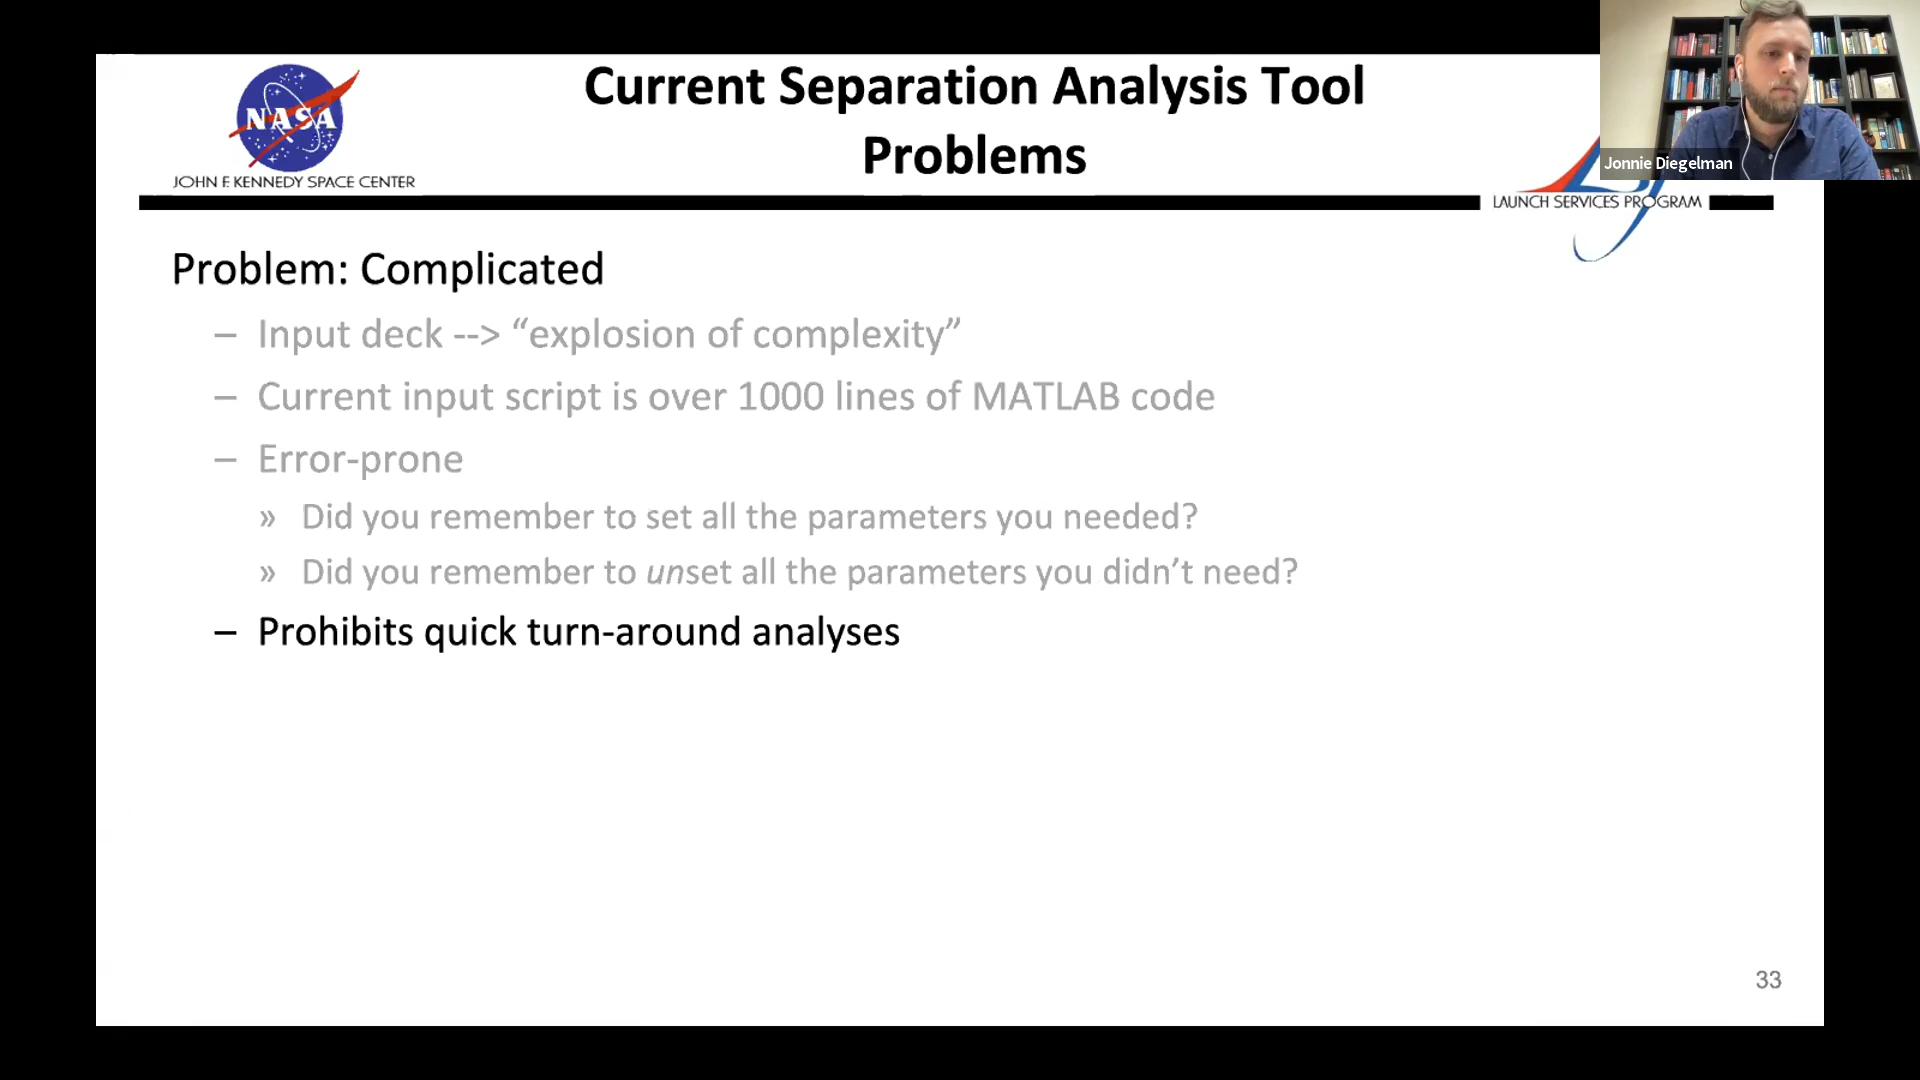 Current Separation Analysis Tool
Problems
NASA
JOHN F. KENNEDY SPACE CENTER
Jonnie Diegelman
LAUNCH SERVICES PROGRAM
Problem: Complicated
– Input deck --> “explosion of complexity”
– Current input script is over 1000 lines of MATLAB code
– Error-prone
» Did you remember to set all the parameters you needed?
» Did you remember to unset all the parameters you didn’t need?
– Prohibits quick turn-around analyses
33